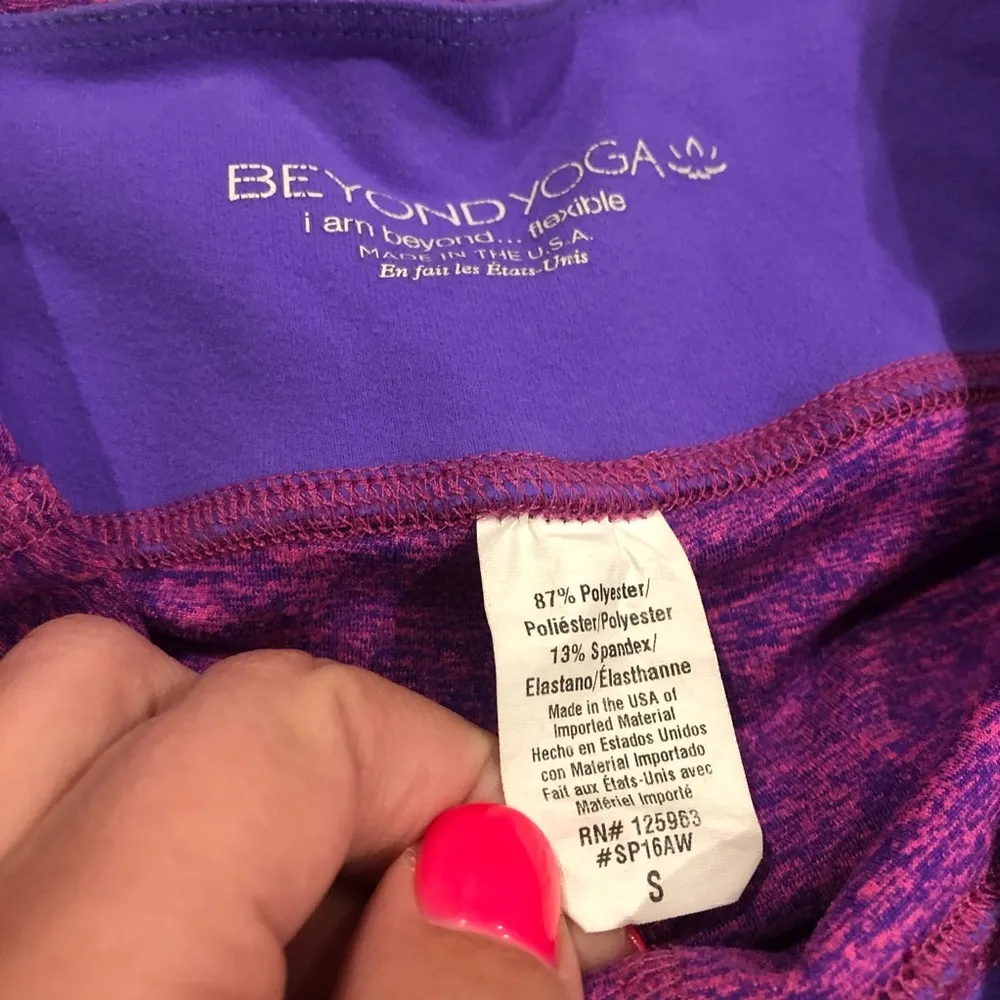 BEYOND YOGA
i am beyond... flexible
MADE IN THE U.S.A.
En fait les États-Unis
87% Polyester/
Poliéster/Polyester
13% Spandex/
Elastano/Élasthanne
Made in the USA of
Imported Material
Hecho en Estados Unidos
con Material Importado
Fait aux États-Unis avec
Matériel Importé
RN# 125963
#SP16AW
S